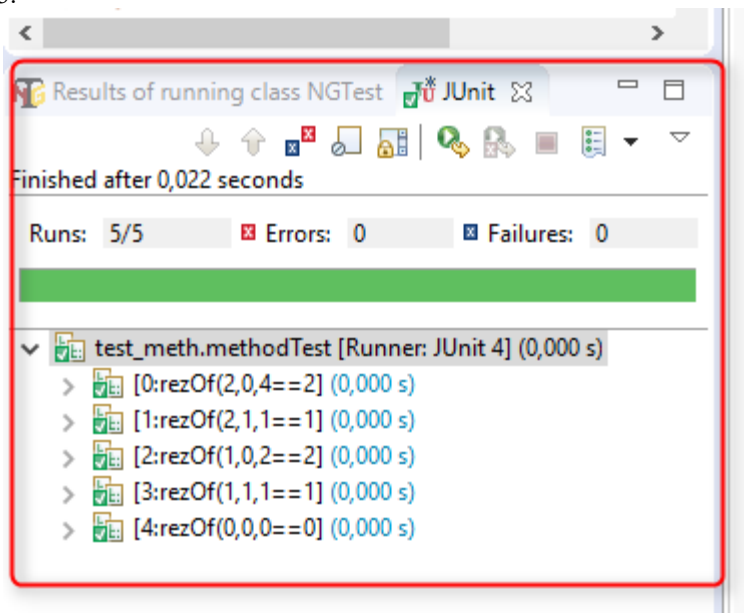 Results of running class NGTest JUnit
Finished after 0,022 seconds
Runs: 5/5 Errors: 0 Failures: 0
test_meth.methodTest [Runner: JUnit 4] (0,000 s)
[0:rezOf(2,0,4==2] (0,000 s)
[1:rezOf(2,1,1==1] (0,000 s)
[2:rezOf(1,0,2==2] (0,000 s)
[3:rezOf(1,1,1==1] (0,000 s)
[4:rezOf(0,0,0==0] (0,000 s)